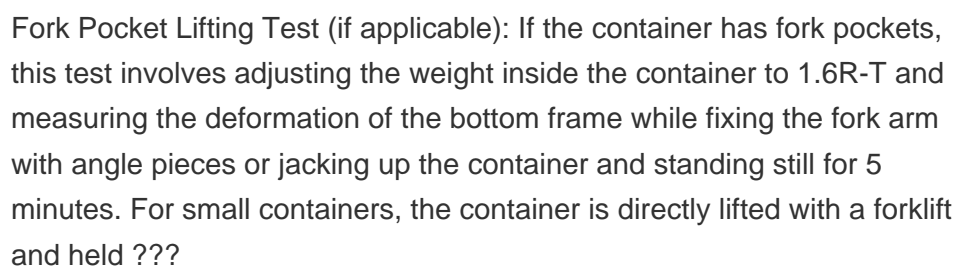 Fork Pocket Lifting Test (if applicable): If the container has fork pockets,
this test involves adjusting the weight inside the container to 1.6R-T and
measuring the deformation of the bottom frame while fixing the fork arm
with angle pieces or jacking up the container and standing still for 5
minutes. For small containers, the container is directly lifted with a forklift
and held ???